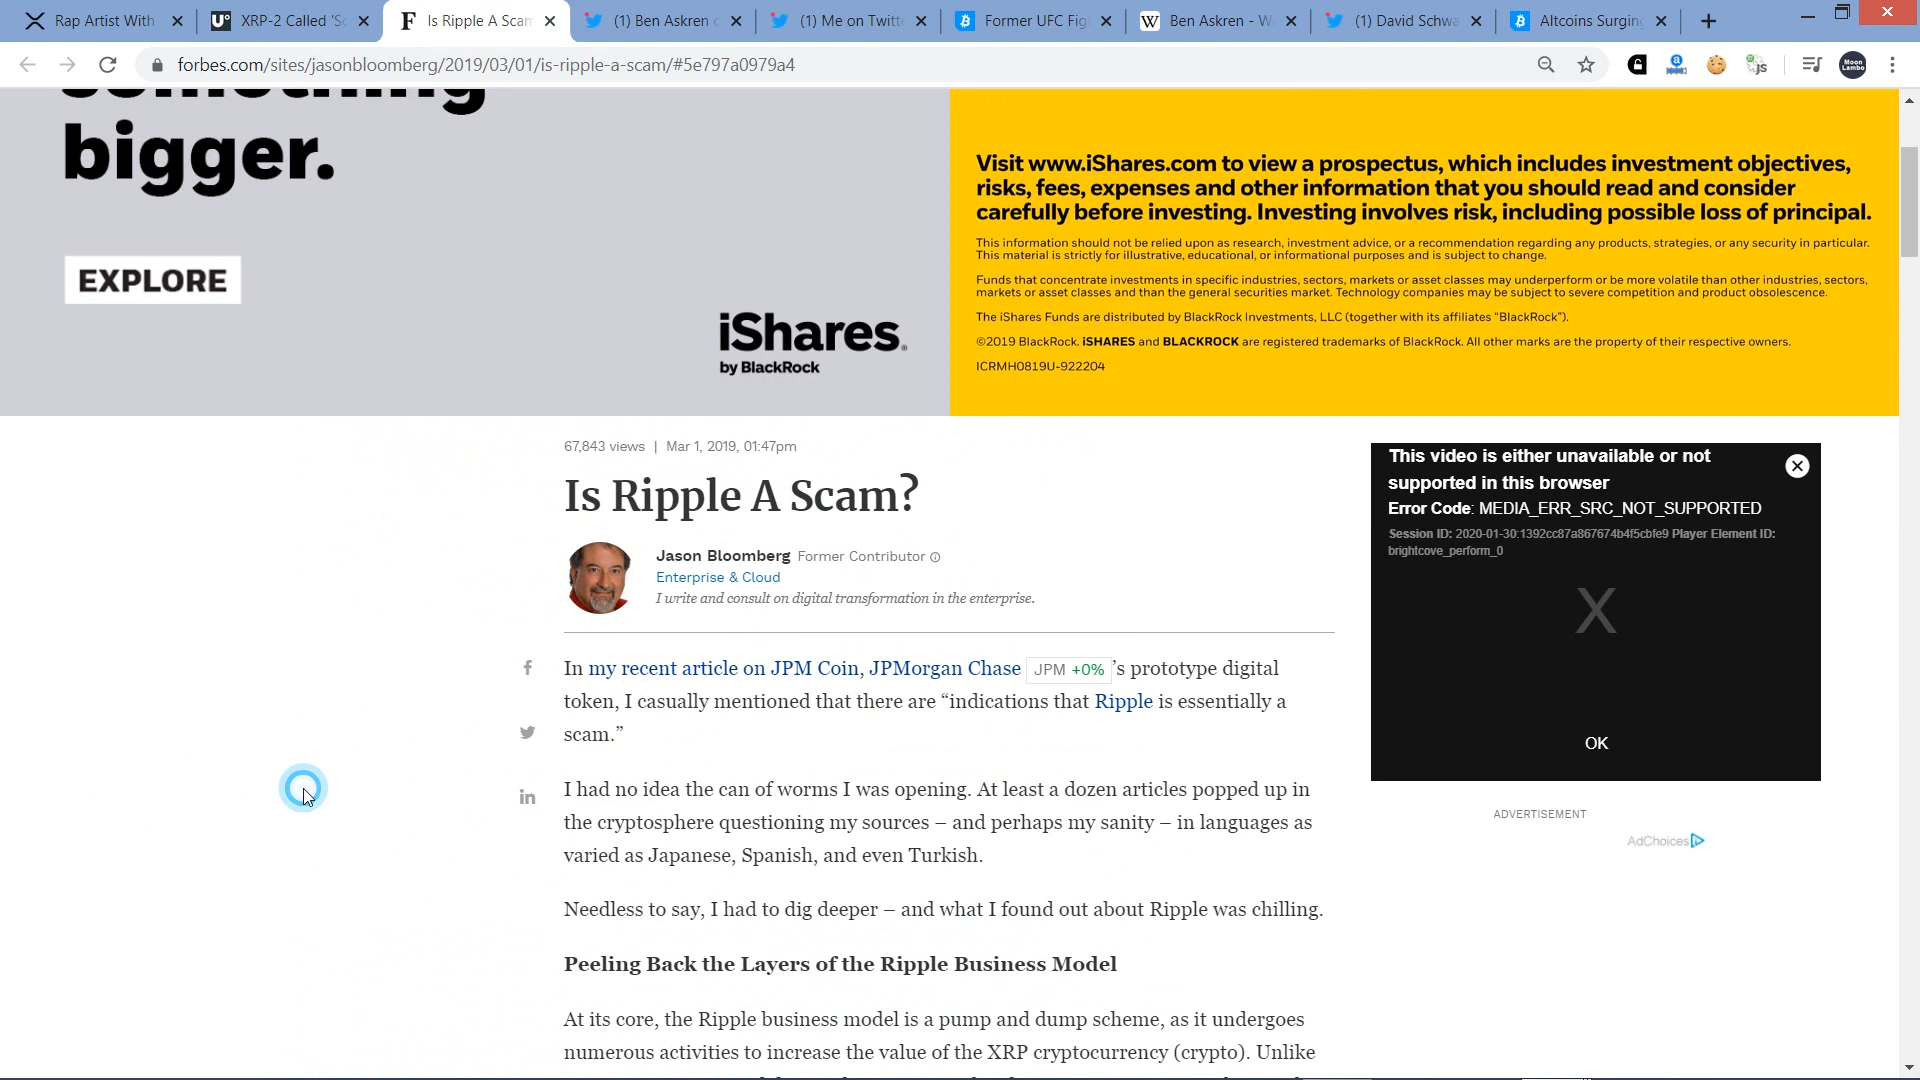 Rap Artist With
XRP-2 Called 'Sc
Is Ripple A Scam
(1) Ben Askren o
(1) Me on Twitte
Former UFC Fig
Ben Askren - W
(1) David Schwa
Altcoins Surging
forbes.com/sites/jasonbloomberg/2019/03/01/is-ripple-a-scam/#5e797a0979a4
something
bigger.
EXPLORE
iShares.
by BlackRock
Visit www.iShares.com to view a prospectus, which includes investment objectives,
risks, fees, expenses and other information that you should read and consider
carefully before investing. Investing involves risk, including possible loss of principal.
This information should not be relied upon as research, investment advice, or a recommendation regarding any products, strategies, or any security in particular.
This material is strictly for illustrative, educational, or informational purposes and is subject to change.
Funds that concentrate investments in specific industries, sectors, markets or asset classes may underperform or be more volatile than other industries, sectors,
markets or asset classes and than the general securities market. Technology companies may be subject to severe competition and product obsolescence.
The iShares Funds are distributed by BlackRock Investments, LLC (together with its affiliates "BlackRock").
©2019 BlackRock. iSHARES and BLACKROCK are registered trademarks of BlackRock. All other marks are the property of their respective owners.
ICRMH0819U-922204
67,843 views | Mar 1, 2019, 01:47pm
Is Ripple A Scam?
Jason Bloomberg Former Contributor
Enterprise & Cloud
I write and consult on digital transformation in the enterprise.
In my recent article on JPM Coin, JPMorgan Chase JPM +0% 's prototype digital
token, I casually mentioned that there are “indications that Ripple is essentially a
scam.”
I had no idea the can of worms I was opening. At least a dozen articles popped up in
the cryptosphere questioning my sources – and perhaps my sanity – in languages as
varied as Japanese, Spanish, and even Turkish.
Needless to say, I had to dig deeper – and what I found out about Ripple was chilling.
Peeling Back the Layers of the Ripple Business Model
At its core, the Ripple business model is a pump and dump scheme, as it undergoes
numerous activities to increase the value of the XRP cryptocurrency (crypto). Unlike
This video is either unavailable or not
supported in this browser
Error Code: MEDIA_ERR_SRC_NOT_SUPPORTED
Session ID: 2020-01-30:1392cc87a867674b4f5cbfe9 Player Element ID:
brightcove_perform_0
OK
ADVERTISEMENT
AdChoices